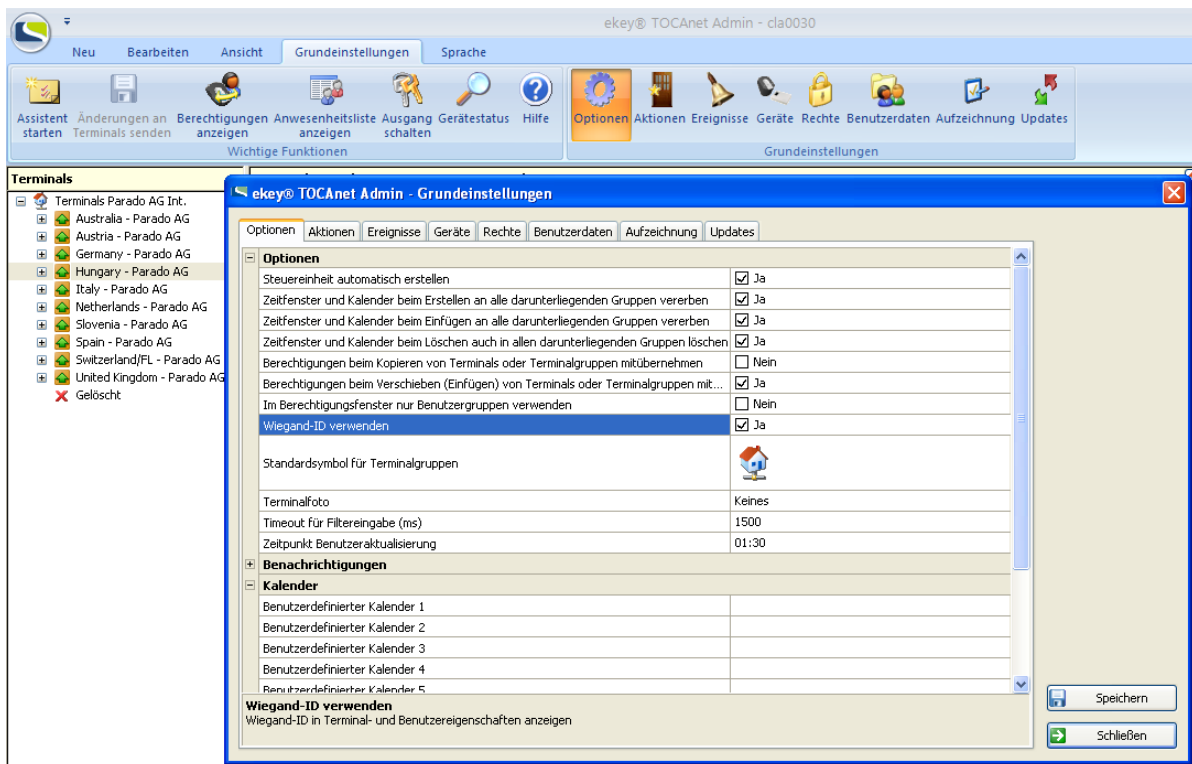 ekey® TOCAnet Admin - cla0030
Neu Bearbeiten Ansicht Grundeinstellungen Sprache
Assistent starten
Änderungen an Terminals senden
Berechtigungen anzeigen
Anwesenheitsliste anzeigen
Ausgang schalten
Gerätestatus
Hilfe
Optionen
Aktionen
Ereignisse
Geräte
Rechte
Benutzerdaten
Aufzeichnung
Updates
Wichtige Funktionen
Grundeinstellungen
Terminals
Terminals Parado AG Int.
Australia - Parado AG
Austria - Parado AG
Germany - Parado AG
Hungary - Parado AG
Italy - Parado AG
Netherlands - Parado AG
Slovenia - Parado AG
Spain - Parado AG
Switzerland/FL - Parado AG
United Kingdom - Parado AG
Gelöscht
ekey® TOCAnet Admin - Grundeinstellungen
Optionen Aktionen Ereignisse Geräte Rechte Benutzerdaten Aufzeichnung Updates
Optionen
Steuereinheit automatisch erstellen Ja
Zeitfenster und Kalender beim Erstellen an alle darunterliegenden Gruppen vererben Ja
Zeitfenster und Kalender beim Einfügen an alle darunterliegenden Gruppen vererben Ja
Zeitfenster und Kalender beim Löschen auch in allen darunterliegenden Gruppen löschen Ja
Berechtigungen beim Kopieren von Terminals oder Terminalgruppen mitübernehmen Nein
Berechtigungen beim Verschieben (Einfügen) von Terminals oder Terminalgruppen mit... Ja
Im Berechtigungsfenster nur Benutzergruppen verwenden Nein
Wiegand-ID verwenden Ja
Standardsymbol für Terminalgruppen
Terminalfoto Keines
Timeout für Filtereingabe (ms) 1500
Zeitpunkt Benutzeraktualisierung 01:30
Benachrichtigungen
Kalender
Benutzerdefinierter Kalender 1
Benutzerdefinierter Kalender 2
Benutzerdefinierter Kalender 3
Benutzerdefinierter Kalender 4
Benutzerdefinierter Kalender 5
Wiegand-ID verwenden
Wiegand-ID in Terminal- und Benutzereigenschaften anzeigen
Speichern
Schließen